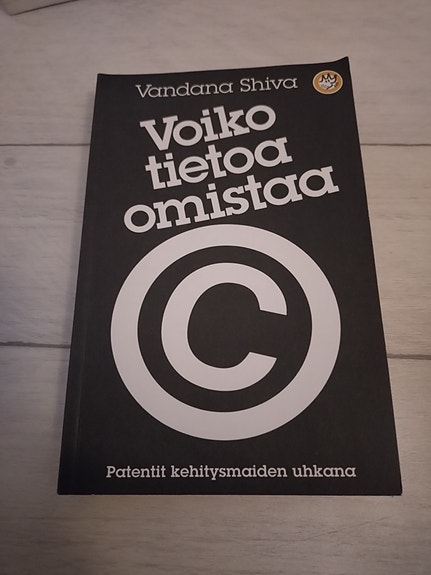 Vandana Shiva
Voiko
tietoa
omistaa
©
Patentit kehitysmaiden uhkana